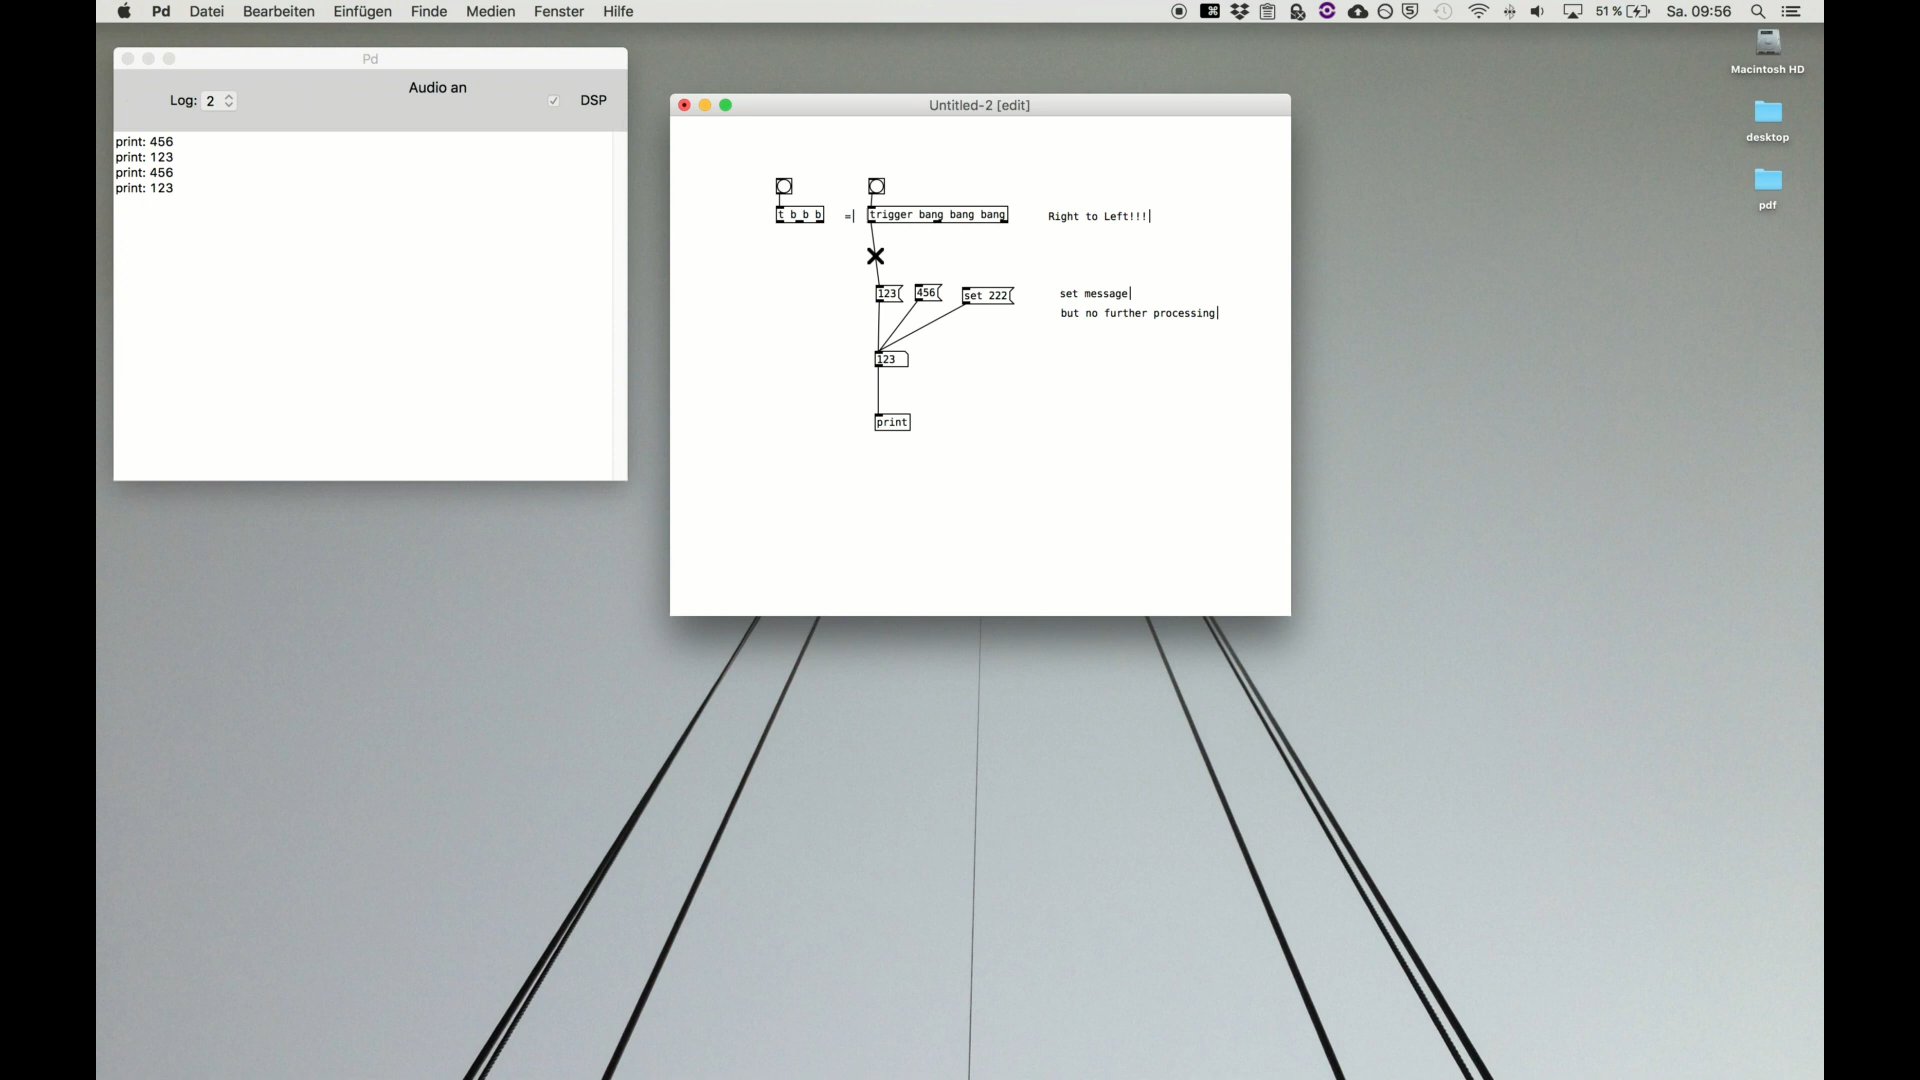 Pd Datei Bearbeiten Einfügen Finde Medien Fenster Hilfe 51 % Sa. 09:56
Macintosh HD
desktop
pdf
Pd
Audio an
Log: 2 DSP
print: 456
print: 123
print: 456
print: 123
Untitled-2 [edit]
t b b b = trigger bang bang bang Right to Left!!!
123 456 set 222 set message
but no further processing
123
print